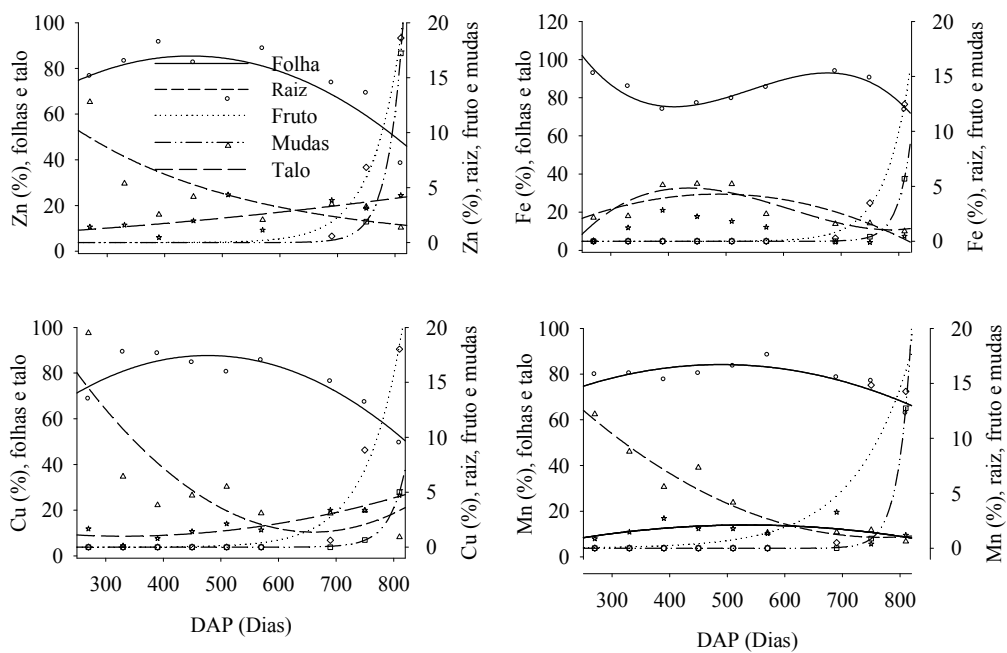 100
80
60
40
20
0
Zn (%), folhas e talo
20
15
10
5
0
Zn (%), raiz, fruto e mudas
Folha
Raiz
Fruto
Mudas
Talo
120
100
80
60
40
20
0
Fe (%), folhas e talo
20
15
10
5
0
Fe (%), raiz, fruto e mudas
100
80
60
40
20
0
Cu (%), folhas e talo
20
15
10
5
0
Cu (%), raiz, fruto e mudas
300 400 500 600 700 800
DAP (Dias)
100
80
60
40
20
0
Mn (%), folhas e talo
20
15
10
5
0
Mn (%), raiz, fruto e mudas
300 400 500 600 700 800
DAP (Dias)